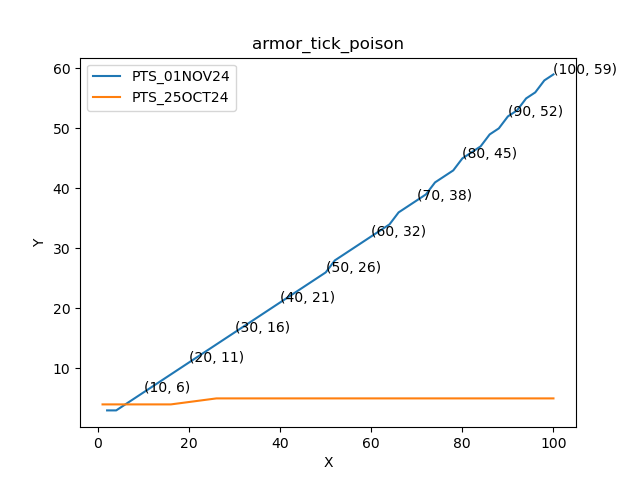 armor_tick_poison
PTS_01NOV24
PTS_25OCT24
60
50
40
30
20
10
Y
(100, 59)
(90, 52)
(80, 45)
(70, 38)
(60, 32)
(50, 26)
(40, 21)
(30, 16)
(20, 11)
(10, 6)
0 20 40 60 80 100
X